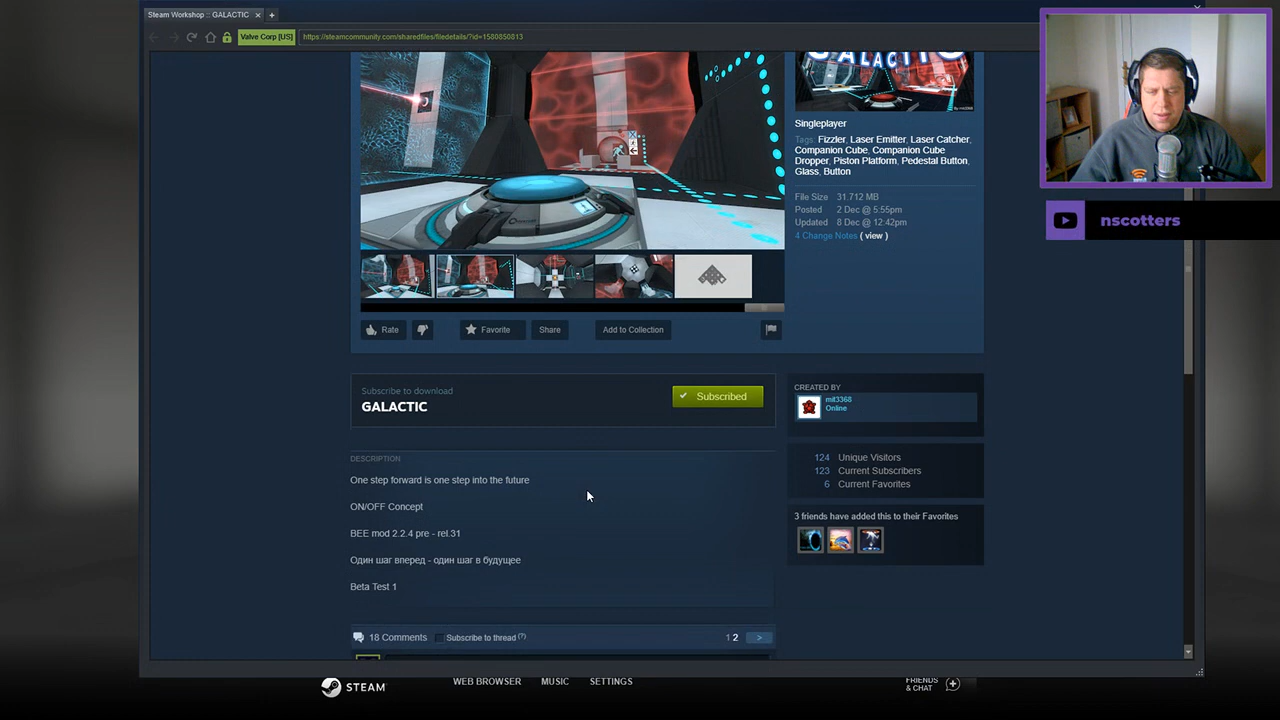 Steam Workshop :: GALACTIC
Valve Corp [US]
https://steamcommunity.com/sharedfiles/filedetails/?id=1580850813
GALACTIC
Singleplayer
Tags: Fizzler, Laser Emitter, Laser Catcher,
Companion Cube, Companion Cube
Dropper, Piston Platform, Pedestal Button,
Glass, Button
File Size 31.712 MB
Posted 2 Dec @ 5:55pm
Updated 8 Dec @ 12:42pm
4 Change Notes ( view )
nscotters
Rate
Favorite
Share
Add to Collection
Subscribe to download
GALACTIC
Subscribed
CREATED BY
mit3368
Online
DESCRIPTION
One step forward is one step into the future
ON/OFF Concept
BEE mod 2.2.4 pre - rel.31
Один шаг вперед - один шаг в будущее
Beta Test 1
124 Unique Visitors
123 Current Subscribers
6 Current Favorites
3 friends have added this to their Favorites
18 Comments
Subscribe to thread (?)
1 2 >
STEAM
WEB BROWSER
MUSIC
SETTINGS
FRIENDS
& CHAT